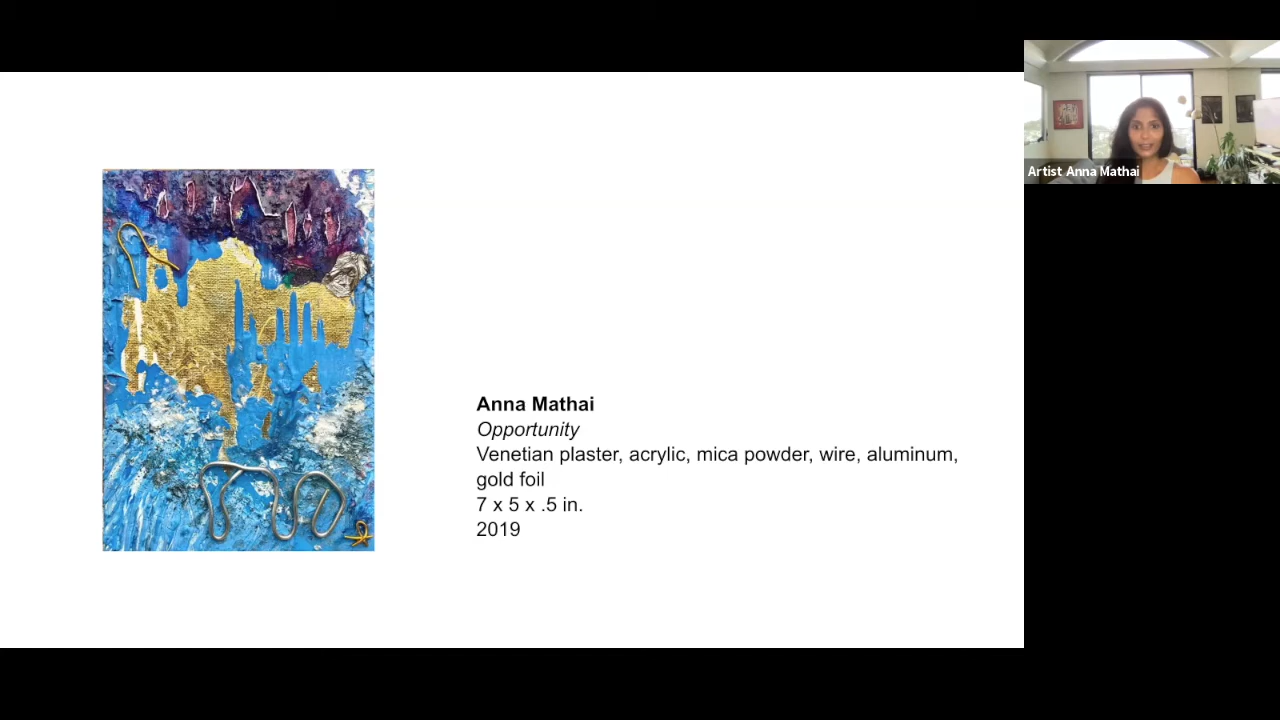 Artist Anna Mathai
Anna Mathai
Opportunity
Venetian plaster, acrylic, mica powder, wire, aluminum,
gold foil
7 x 5 x .5 in.
2019